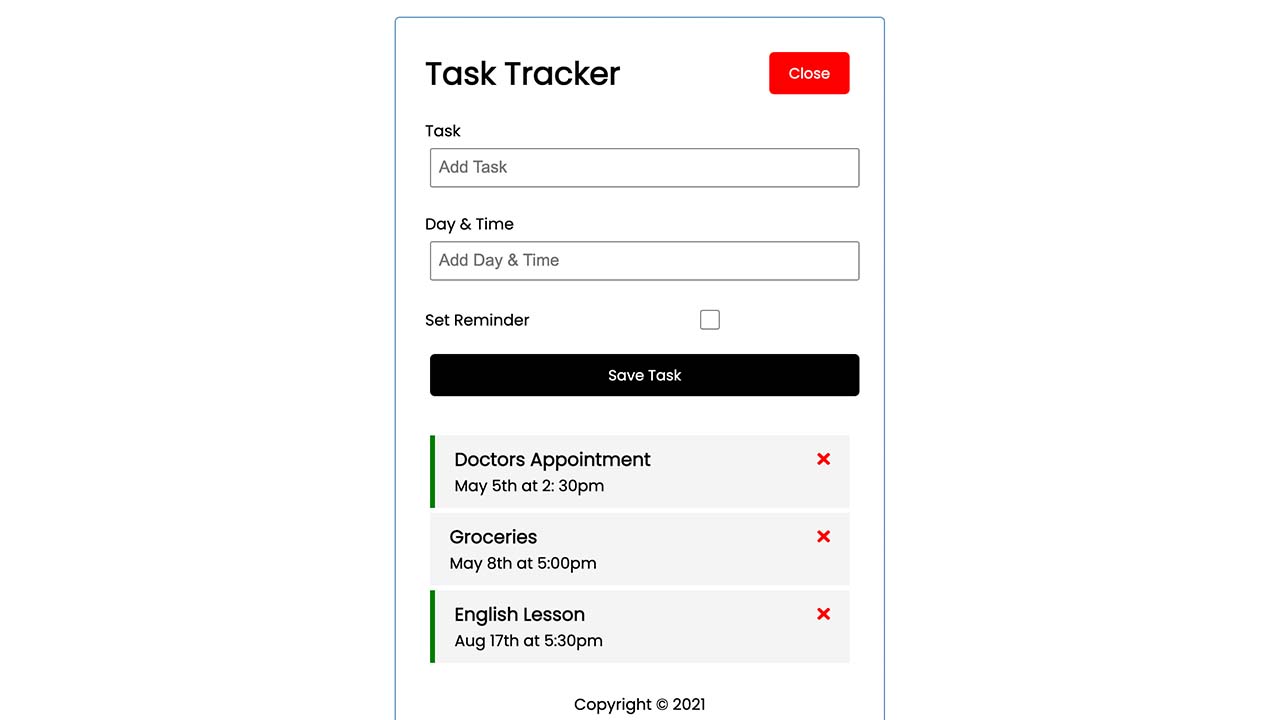 Task Tracker
Close
Task
Add Task
Day & Time
Add Day & Time
Set Reminder
Save Task
Doctors Appointment
May 5th at 2: 30pm
Groceries
May 8th at 5:00pm
English Lesson
Aug 17th at 5:30pm
Copyright © 2021